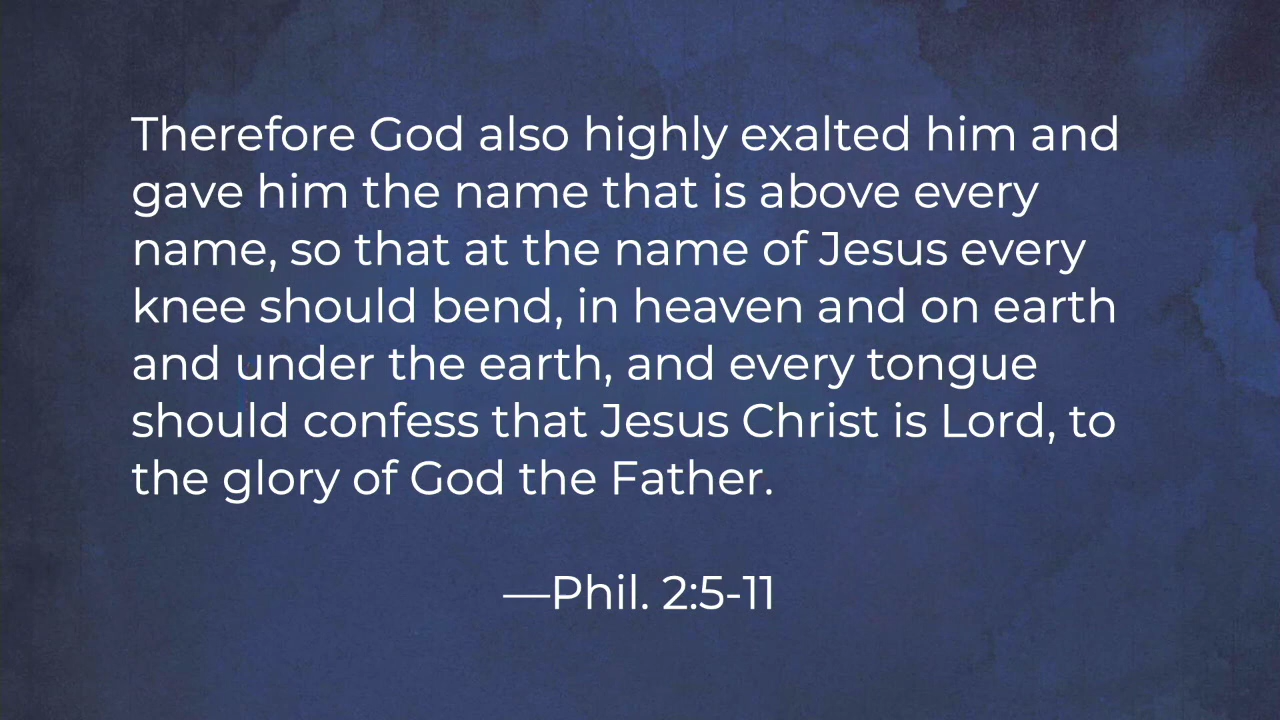 Therefore God also highly exalted him and
gave him the name that is above every
name, so that at the name of Jesus every
knee should bend, in heaven and on earth
and under the earth, and every tongue
should confess that Jesus Christ is Lord, to
the glory of God the Father.
—Phil. 2:5-11